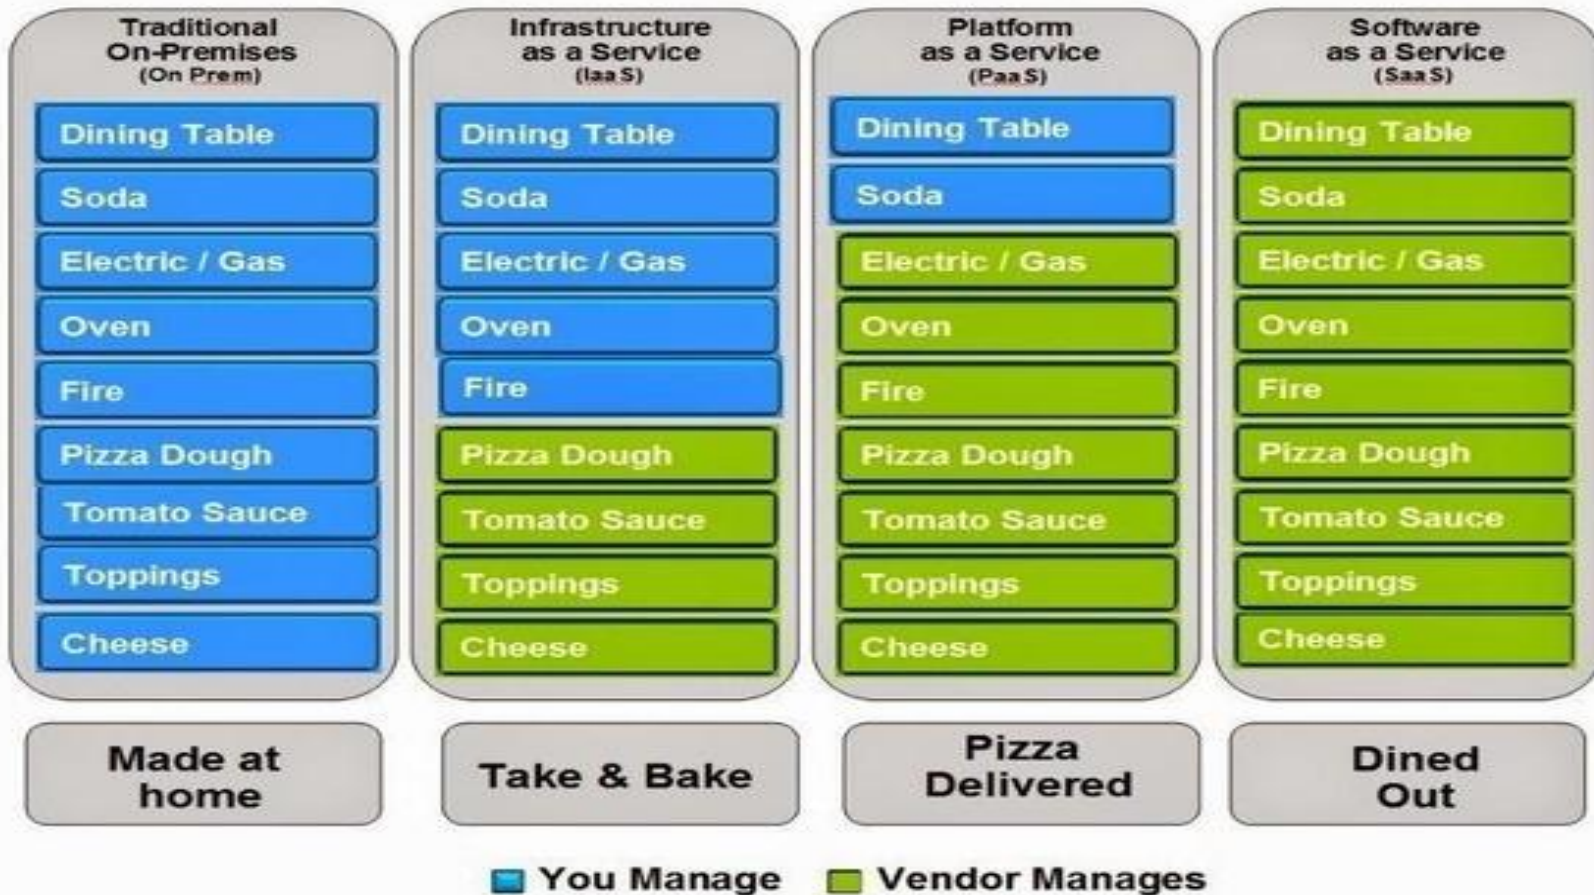 Traditional
On-Premises
(On Prem)
Dining Table
Soda
Electric / Gas
Oven
Fire
Pizza Dough
Tomato Sauce
Toppings
Cheese
Made at
home
Infrastructure
as a Service
(IaaS)
Dining Table
Soda
Electric / Gas
Oven
Fire
Pizza Dough
Tomato Sauce
Toppings
Cheese
Take & Bake
Platform
as a Service
(PaaS)
Dining Table
Soda
Electric / Gas
Oven
Fire
Pizza Dough
Tomato Sauce
Toppings
Cheese
Pizza
Delivered
Software
as a Service
(SaaS)
Dining Table
Soda
Electric / Gas
Oven
Fire
Pizza Dough
Tomato Sauce
Toppings
Cheese
Dined
Out
You Manage
Vendor Manages